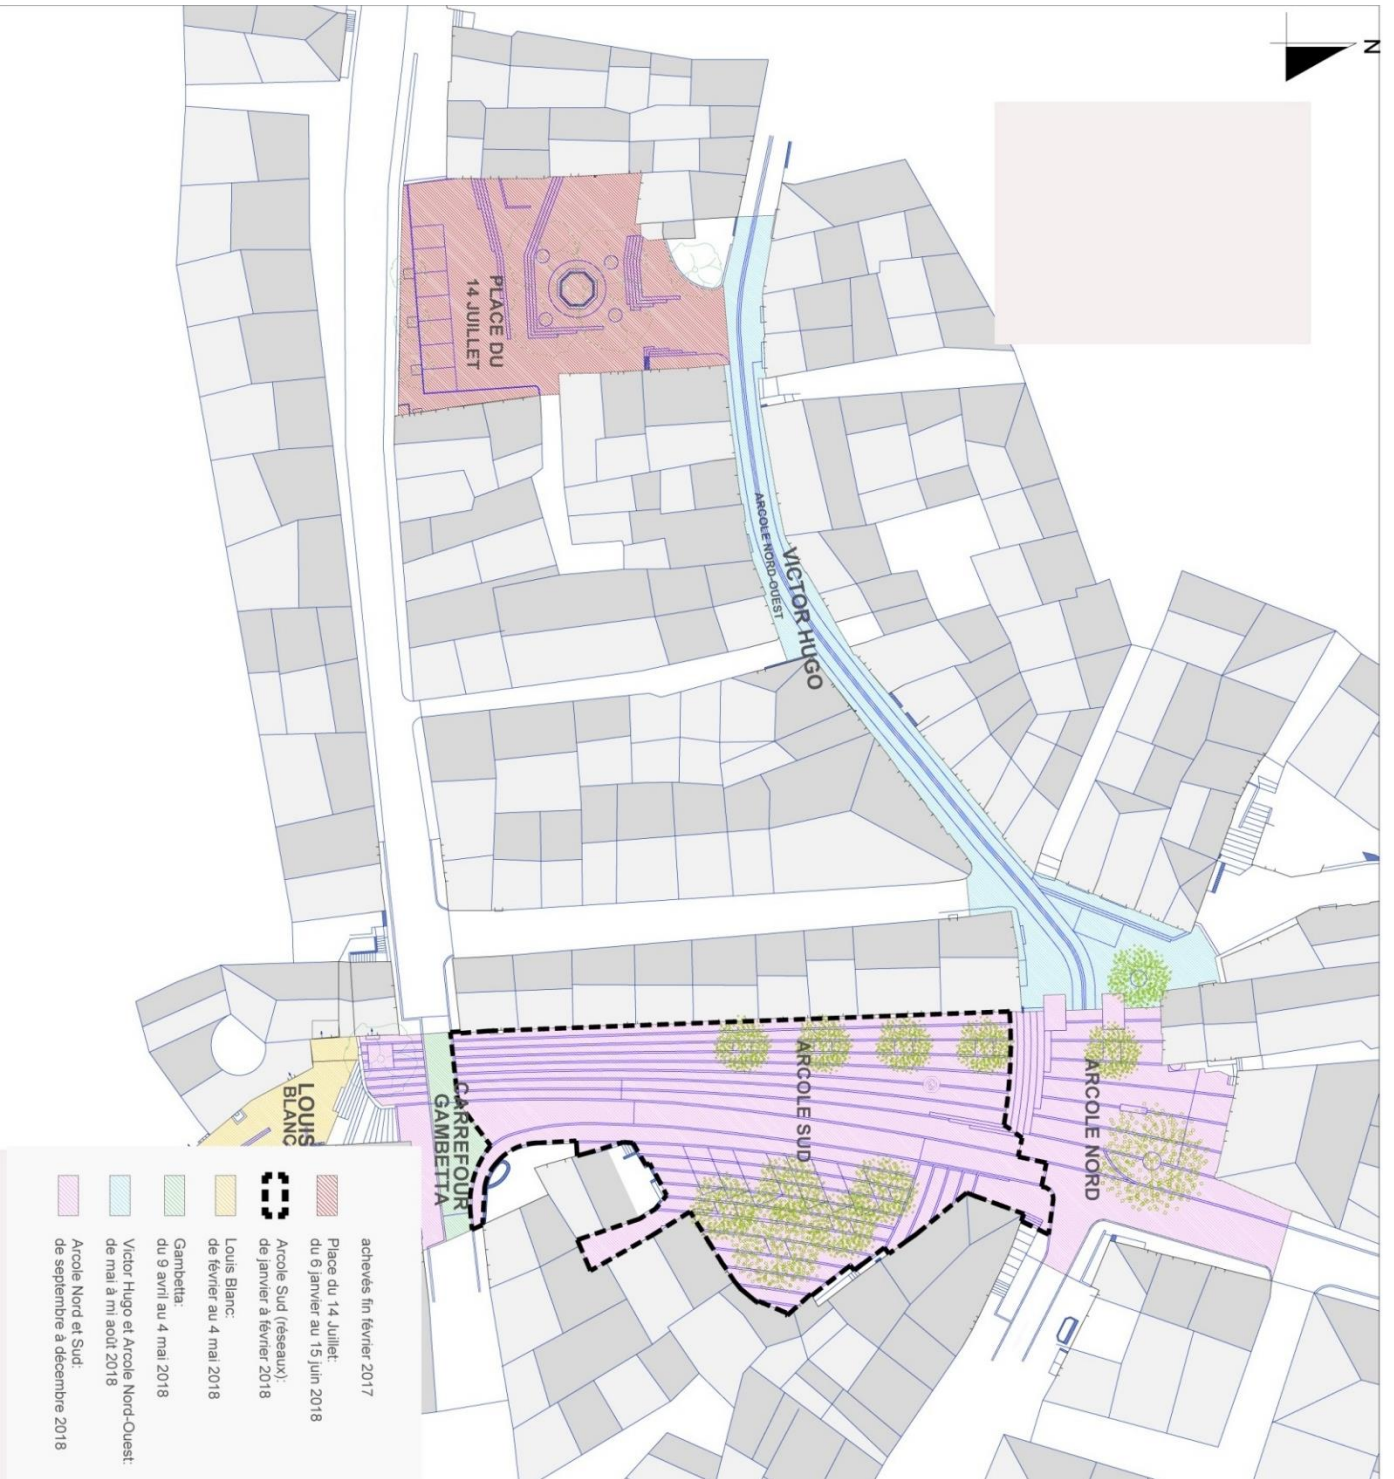 N
PLACE DU
14 JUILLET
VICTOR HUGO
ARCOLE NORD-OUEST
ARCOLE NORD
ARCOLE SUD
CARREFOUR
GAMBETTA
LOUIS
BLANC
achevés fin février 2017
Place du 14 Juillet:
du 6 janvier au 15 juin 2018
Arcole Sud (réseaux):
de janvier à février 2018
Louis Blanc:
de février au 4 mai 2018
Gambetta:
du 9 avril au 4 mai 2018
Victor Hugo et Arcole Nord-Ouest:
de mai à mi août 2018
Arcole Nord et Sud:
de septembre à décembre 2018